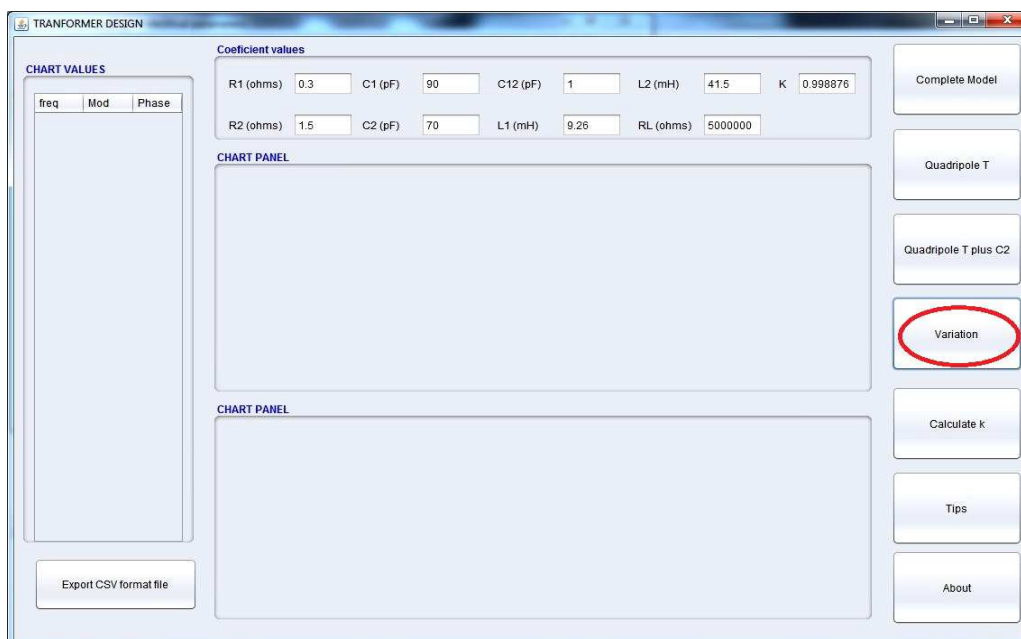 TRANFORMER DESIGN
CHART VALUES
freq Mod Phase
Export CSV format file
Coeficient values
R1 (ohms) 0.3 C1 (pF) 90 C12 (pF) 1 L2 (mH) 41.5 K 0.998876
R2 (ohms) 1.5 C2 (pF) 70 L1 (mH) 9.26 RL (ohms) 5000000
CHART PANEL
CHART PANEL
Complete Model
Quadripole T
Quadripole T plus C2
Variation
Calculate k
Tips
About